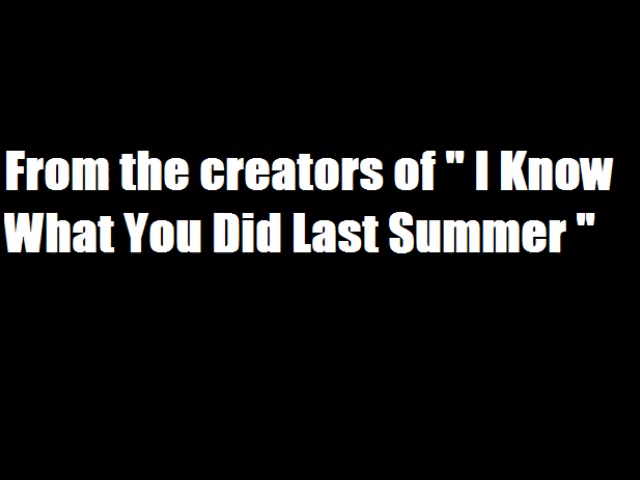 From the creators of " I Know
What You Did Last Summer "